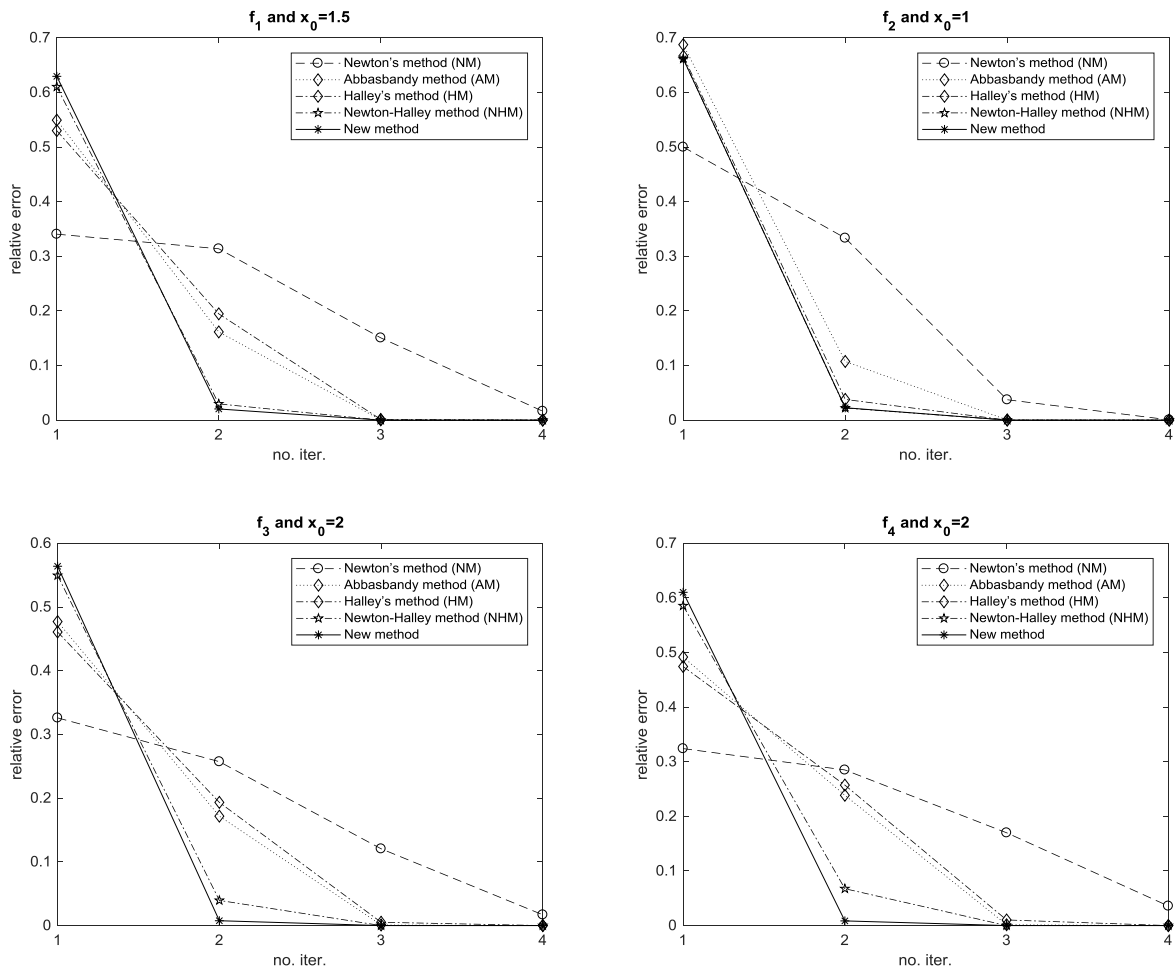 f1 and x0=1.5
0.7
0.6
0.5
0.4
0.3
0.2
0.1
0
relative error
Newton's method (NM)
Abbasbandy method (AM)
Halley's method (HM)
Newton-Halley method (NHM)
New method
1 2 3 4
no. iter.
f2 and x0=1
0.7
0.6
0.5
0.4
0.3
0.2
0.1
0
relative error
Newton's method (NM)
Abbasbandy method (AM)
Halley's method (HM)
Newton-Halley method (NHM)
New method
1 2 3 4
no. iter.
f3 and x0=2
0.6
0.5
0.4
0.3
0.2
0.1
0
relative error
Newton's method (NM)
Abbasbandy method (AM)
Halley's method (HM)
Newton-Halley method (NHM)
New method
1 2 3 4
no. iter.
f4 and x0=2
0.7
0.6
0.5
0.4
0.3
0.2
0.1
0
relative error
Newton's method (NM)
Abbasbandy method (AM)
Halley's method (HM)
Newton-Halley method (NHM)
New method
1 2 3 4
no. iter.